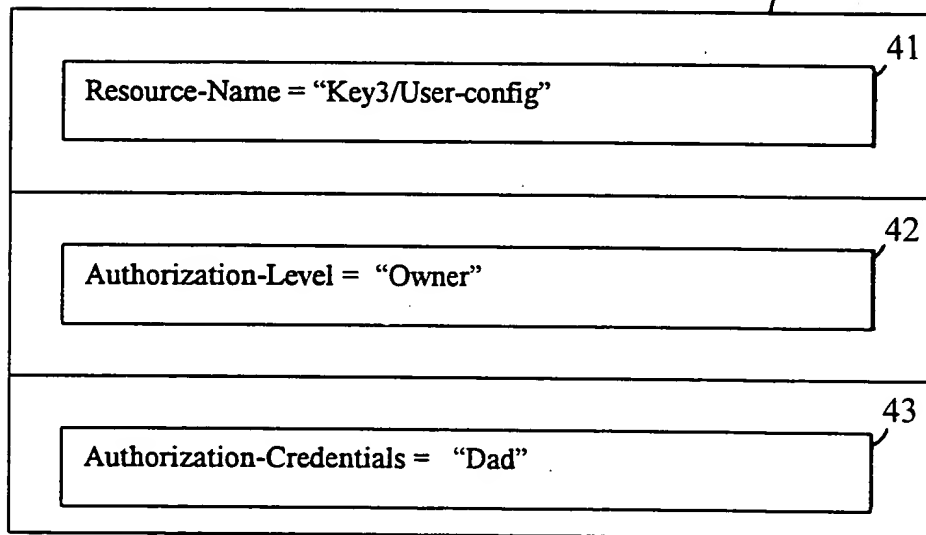 41
Resource-Name = “Key3/User-config”
42
Authorization-Level = “Owner”
43
Authorization-Credentials = “Dad”